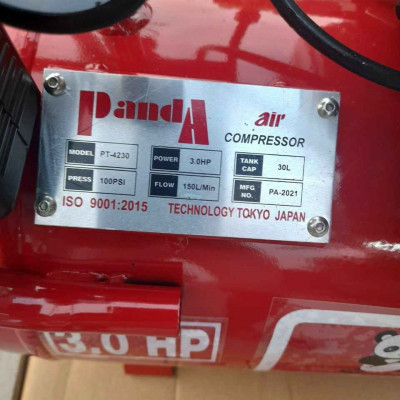 PandA air
COMPRESSOR
MODEL PT-4230 POWER 3.0HP TANK CAP 30L
PRESS 100PSI FLOW 150L/Min MFG NO. PA-2021
ISO 9001:2015 TECHNOLOGY TOKYO JAPAN
3.0 HP